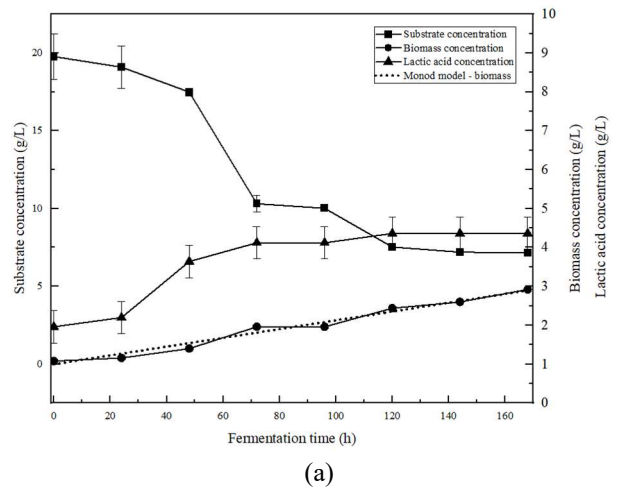 Substrate concentration
Biomass concentration
Lactic acid concentration
Monod model - biomass
Substrate concentration (g/L)
20
15
10
5
0
10
9
8
7
6
5
4
3
2
1
0
Biomass concentration (g/L)
Lactic acid concentration (g/L)
0 20 40 60 80 100 120 140 160
Fermentation time (h)
(a)